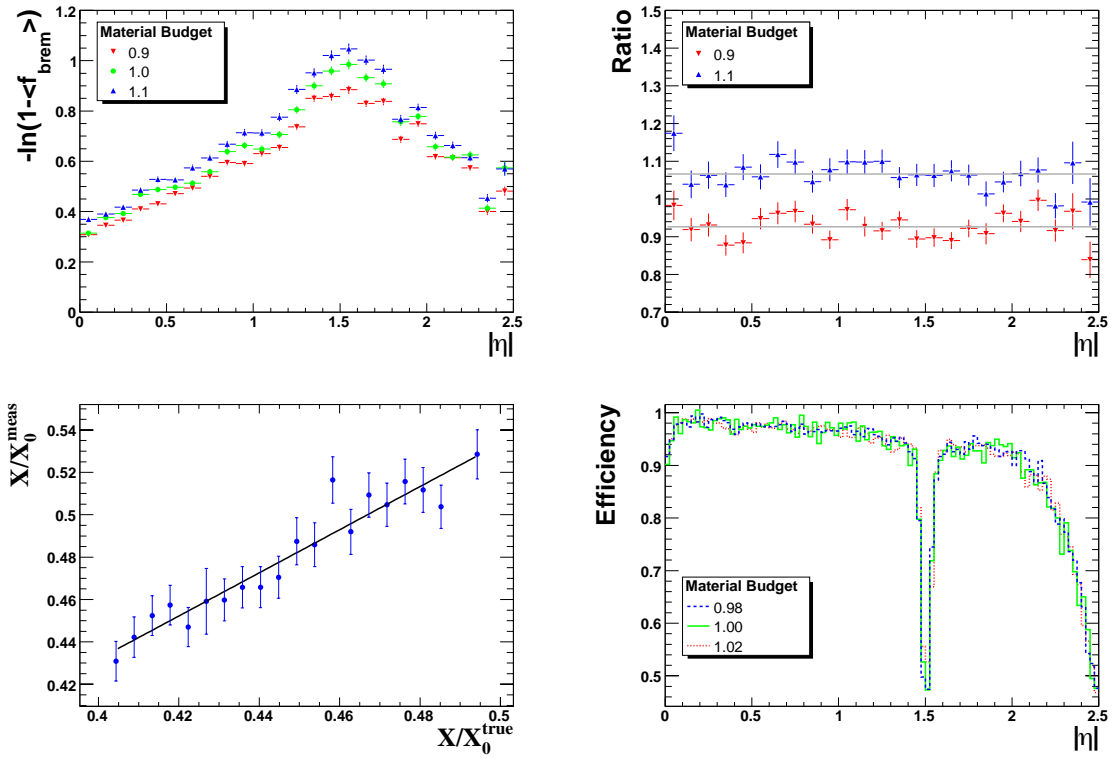 -ln(1-<f_brem>)
1.2
1
0.8
0.6
0.4
0.2
0
Material Budget
0.9
1.0
1.1
0 0.5 1 1.5 2 2.5
|η|
Ratio
1.5
1.4
1.3
1.2
1.1
1
0.9
0.8
0.7
Material Budget
0.9
1.1
0 0.5 1 1.5 2 2.5
|η|
X/X_0^meas
0.54
0.52
0.5
0.48
0.46
0.44
0.42
0.4 0.42 0.44 0.46 0.48 0.5
X/X_0^true
Efficiency
1
0.9
0.8
0.7
0.6
0.5
Material Budget
0.98
1.00
1.02
0 0.5 1 1.5 2 2.5
|η|